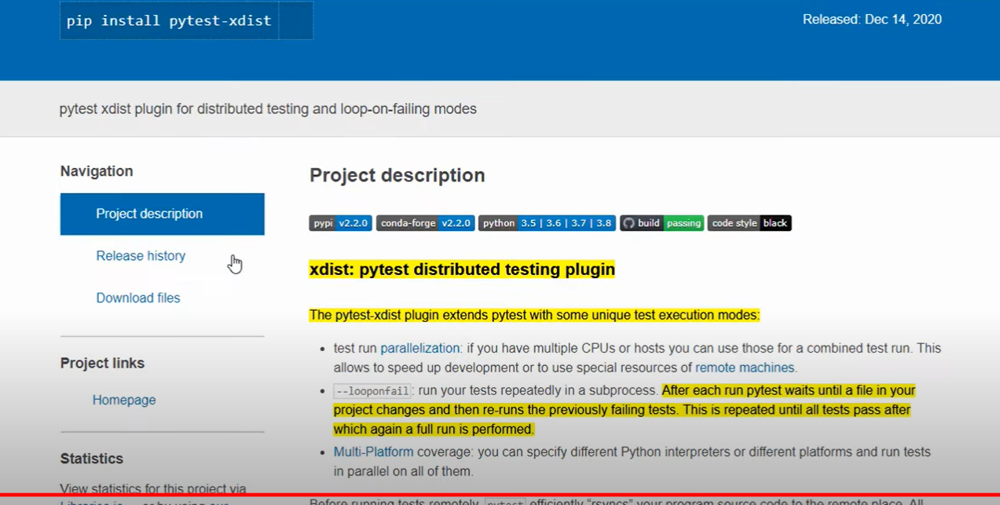 pip install pytest-xdist
Released: Dec 14, 2020
pytest xdist plugin for distributed testing and loop-on-failing modes
Navigation
Project description
Release history
Download files
Project links
Homepage
Statistics
View statistics for this project via
Project description
pypi v2.2.0 conda-forge v2.2.0 python 3.5 | 3.6 | 3.7 | 3.8 build passing code style black
xdist: pytest distributed testing plugin
The pytest-xdist plugin extends pytest with some unique test execution modes:
• test run parallelization: if you have multiple CPUs or hosts you can use those for a combined test run. This
allows to speed up development or to use special resources of remote machines.
• --looponfail: run your tests repeatedly in a subprocess. After each run pytest waits until a file in your
project changes and then re-runs the previously failing tests. This is repeated until all tests pass after
which again a full run is performed.
• Multi-Platform coverage: you can specify different Python interpreters or different platforms and run tests
in parallel on all of them.
Before running tests remotely, pytest efficiently “rsyncs” your program source code to the remote place. All